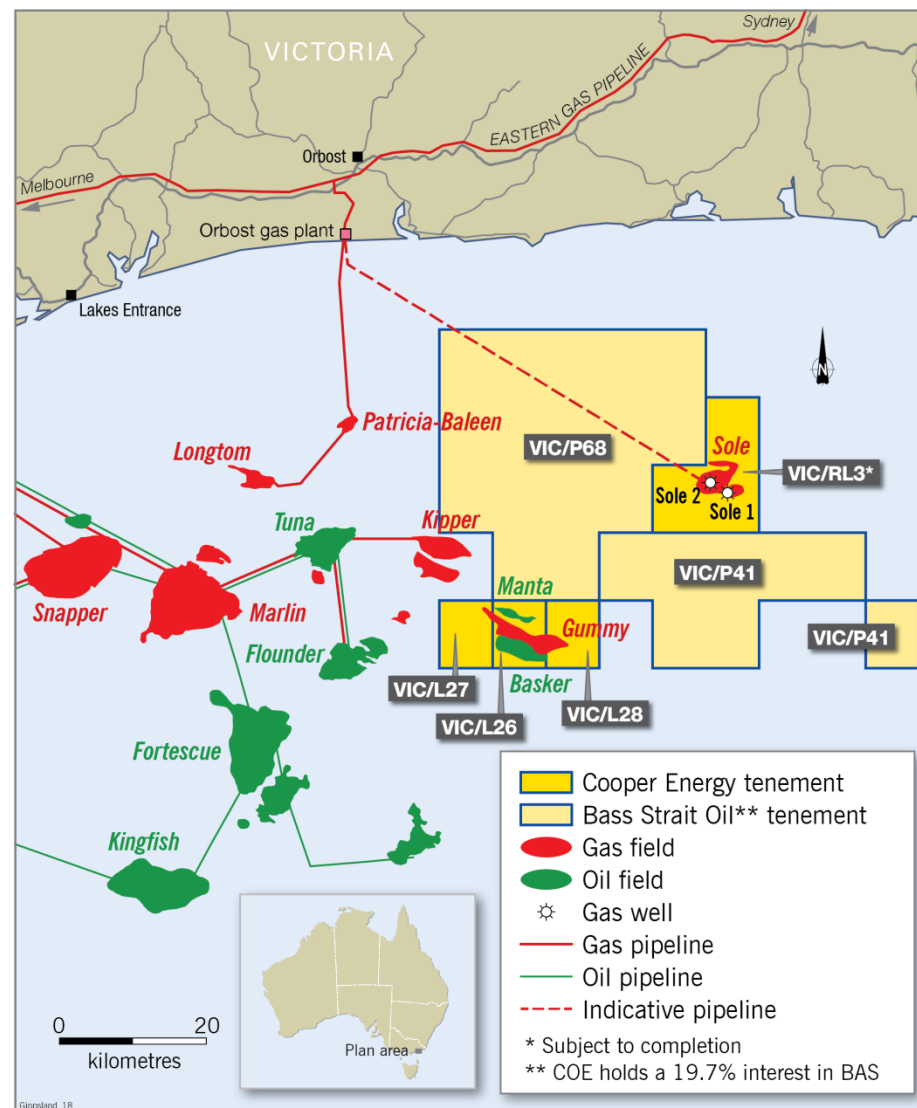 Sydney
VICTORIA
EASTERN GAS PIPELINE
Orbost
Melbourne
Orbost gas plant
Lakes Entrance
N
Patricia-Baleen
Longtom
VIC/P68
Sole
VIC/RL3*
Sole 2
Sole 1
Tuna
Kipper
Snapper
Marlin
Manta
VIC/P41
Gummy
Flounder
VIC/P41
Basker
VIC/L27
VIC/L26
VIC/L28
Fortescue
Kingfish
Cooper Energy tenement
Bass Strait Oil** tenement
Gas field
Oil field
Gas well
Gas pipeline
Oil pipeline
Indicative pipeline
* Subject to completion
** COE holds a 19.7% interest in BAS
0 20
kilometres
Plan area
Gippsland_18